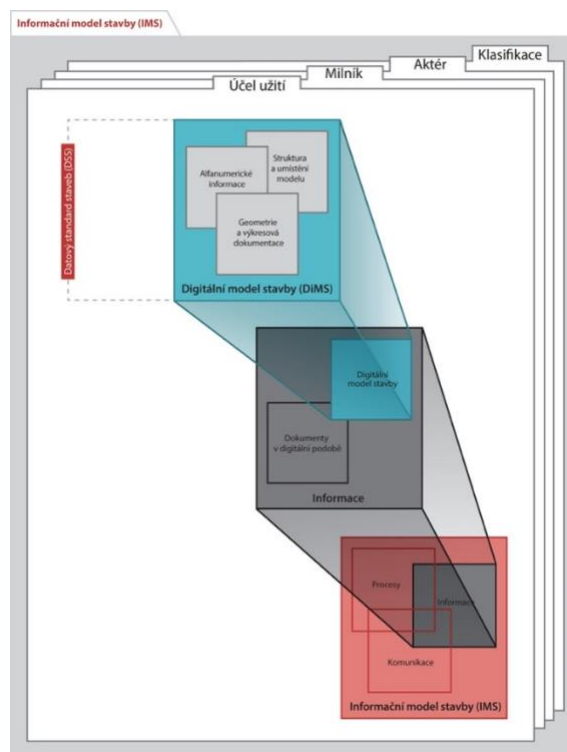 Informační model stavby (IMS)
Klasifikace
Aktér
Milník
Účel užití
Datový standard staveb (DSS)
Struktura
a umístění
modelu
Alfanumerické
informace
Geometrie
a výkresová
dokumentace
Digitální model stavby (DiMS)
Digitální
model stavby
Dokumenty
v digitální podobě
Informace
Procesy
Informace
Komunikace
Informační model stavby (IMS)